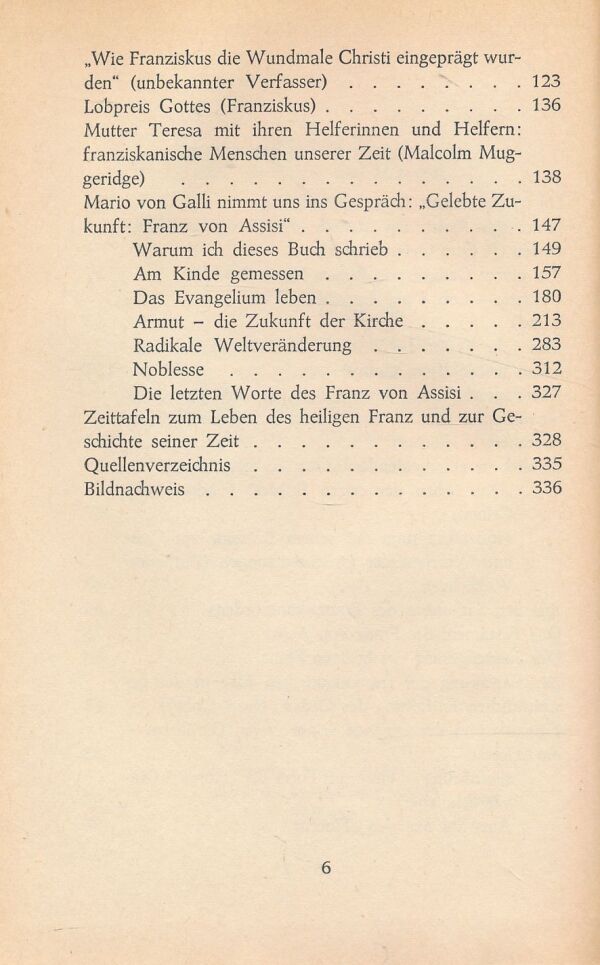 „Wie Franziskus die Wundmale Christi eingeprägt wur-
den“ (unbekannter Verfasser) . . . . . . . . 123
Lobpreis Gottes (Franziskus) . . . . . . . . . 136
Mutter Teresa mit ihren Helferinnen und Helfern:
franziskanische Menschen unserer Zeit (Malcolm Mug-
geridge) . . . . . . . . . . . . . . . 138
Mario von Galli nimmt uns ins Gespräch: „Gelebte Zu-
kunft: Franz von Assisi“ . . . . . . . . . . 147
Warum ich dieses Buch schrieb . . . . . . 149
Am Kinde gemessen . . . . . . . . . 157
Das Evangelium leben . . . . . . . . . 180
Armut – die Zukunft der Kirche . . . . . 213
Radikale Weltveränderung . . . . . . . 283
Noblesse . . . . . . . . . . . . . 312
Die letzten Worte des Franz von Assisi . . . 327
Zeittafeln zum Leben des heiligen Franz und zur Ge-
schichte seiner Zeit . . . . . . . . . . . . 328
Quellenverzeichnis . . . . . . . . . . . . 335
Bildnachweis . . . . . . . . . . . . . . 336
6